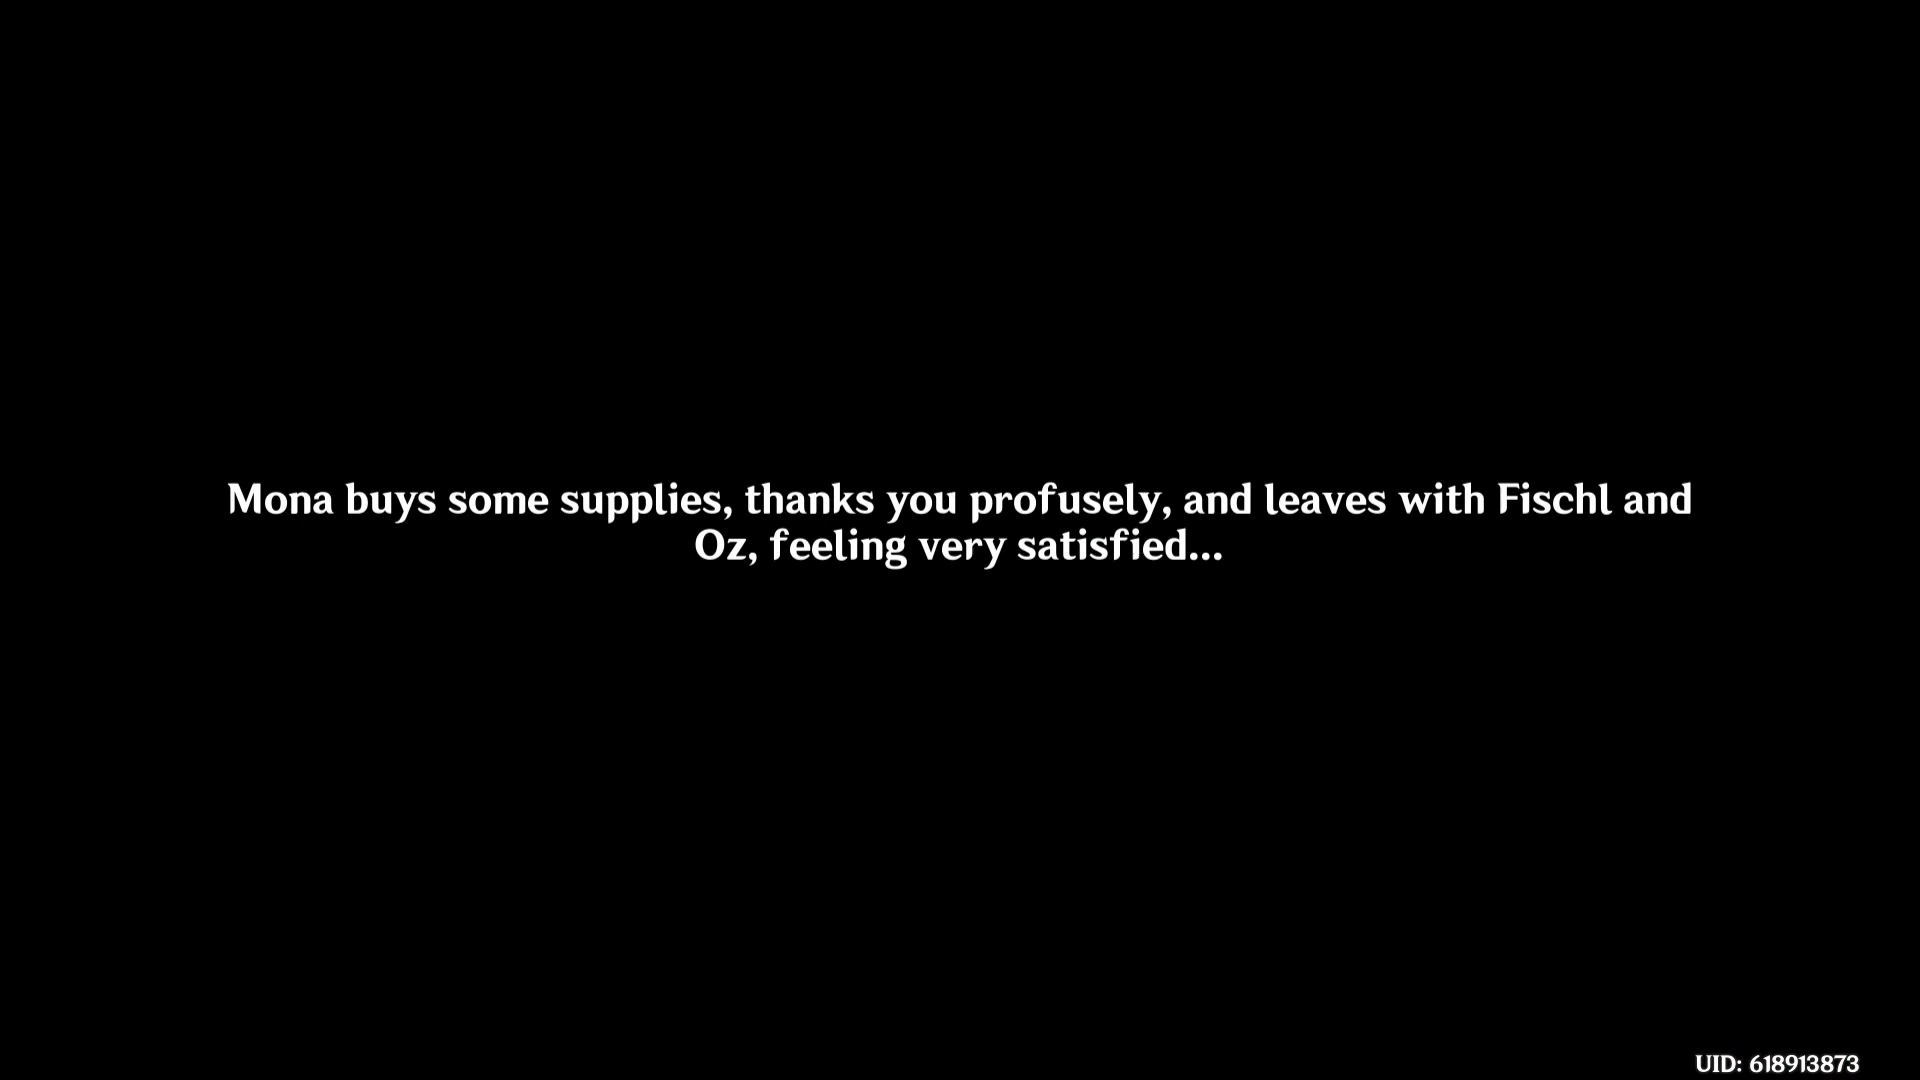 Mona buys some supplies, thanks you profusely, and leaves with Fischl and
Oz, feeling very satisfied...
UID: 618913873